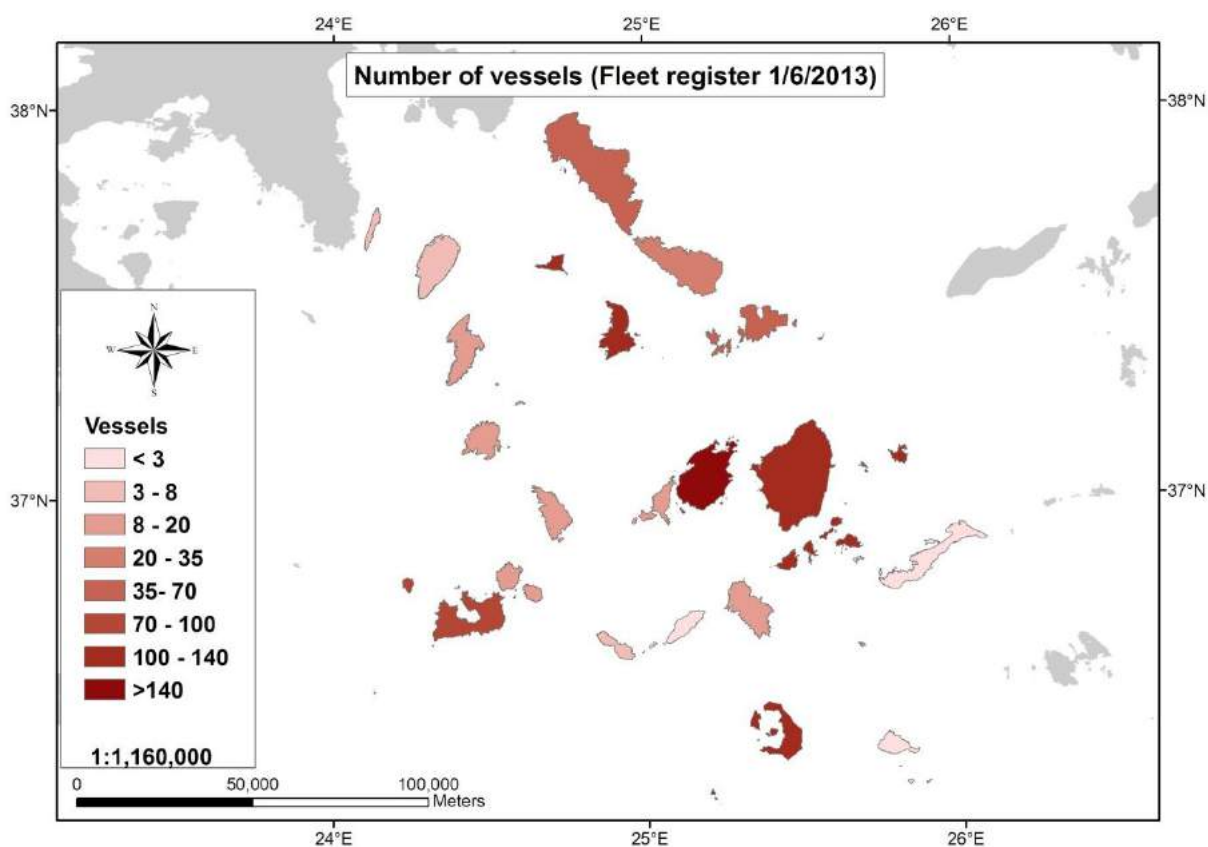 24°E 25°E 26°E
Number of vessels (Fleet register 1/6/2013)
38°N 38°N
N
W E
S
Vessels
< 3
3 - 8
8 - 20
20 - 35
35- 70
70 - 100
100 - 140
>140
37°N 37°N
1:1,160,000
0 50,000 100,000
Meters
24°E 25°E 26°E